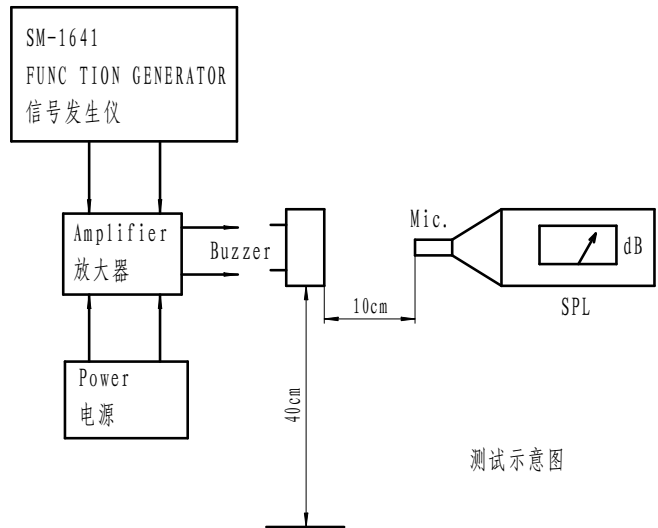 SM-1641
FUNC TION GENERATOR
信号发生仪
Amplifier
放大器
Buzzer
Mic.
dB
SPL
10cm
Power
电源
40cm
测试示意图